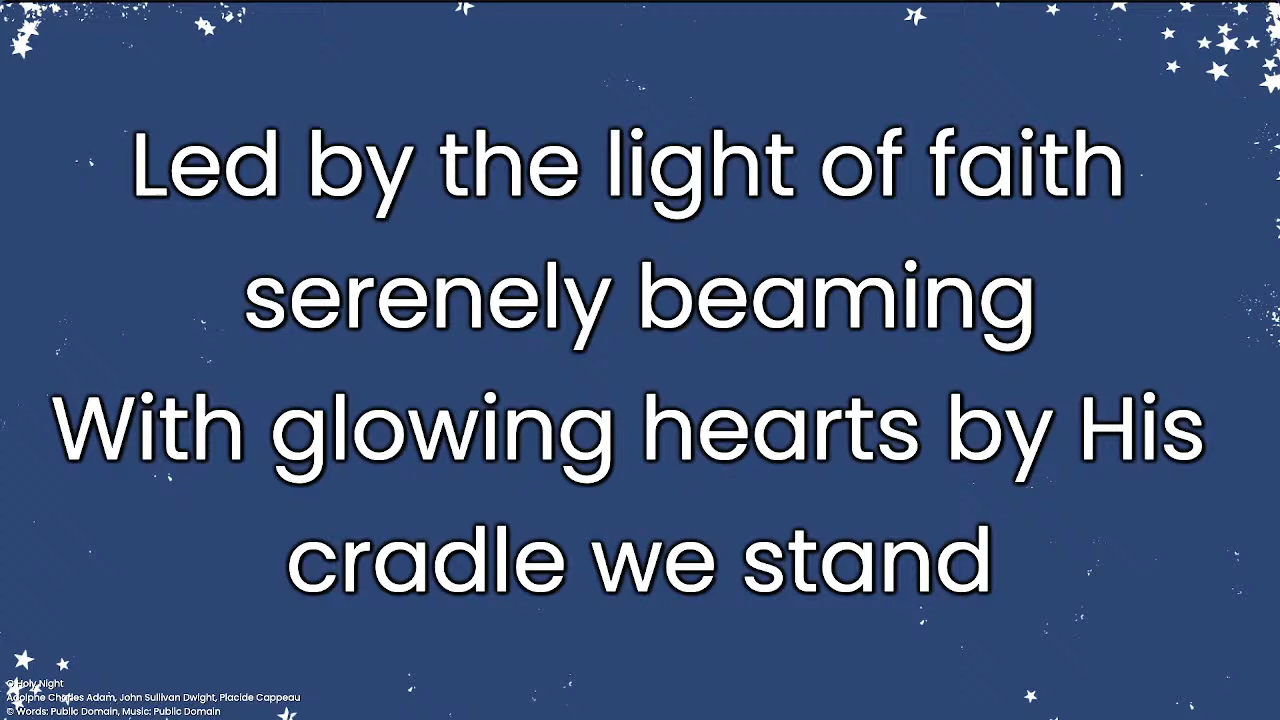 Led by the light of faith
serenely beaming
With glowing hearts by His
cradle we stand
O Holy Night
Adolphe Charles Adam, John Sullivan Dwight, Placide Cappeau
© Words: Public Domain, Music: Public Domain